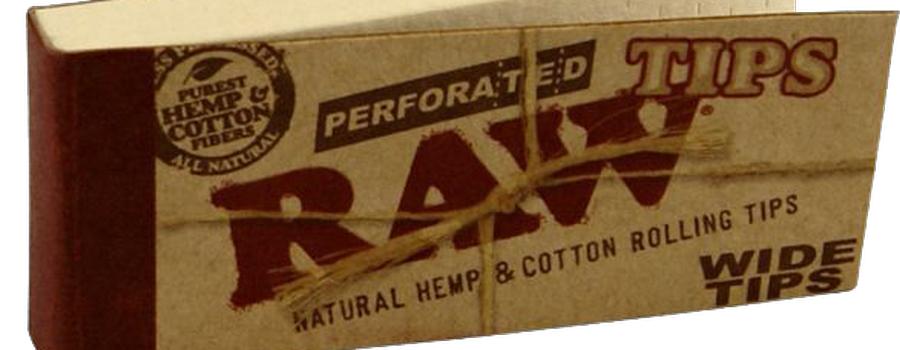 PUREST
HEMP &
COTTON
FIBERS
ALL NATURAL
PERFORATED
TIPS
RAW®
NATURAL HEMP & COTTON ROLLING TIPS
WIDE
TIPS